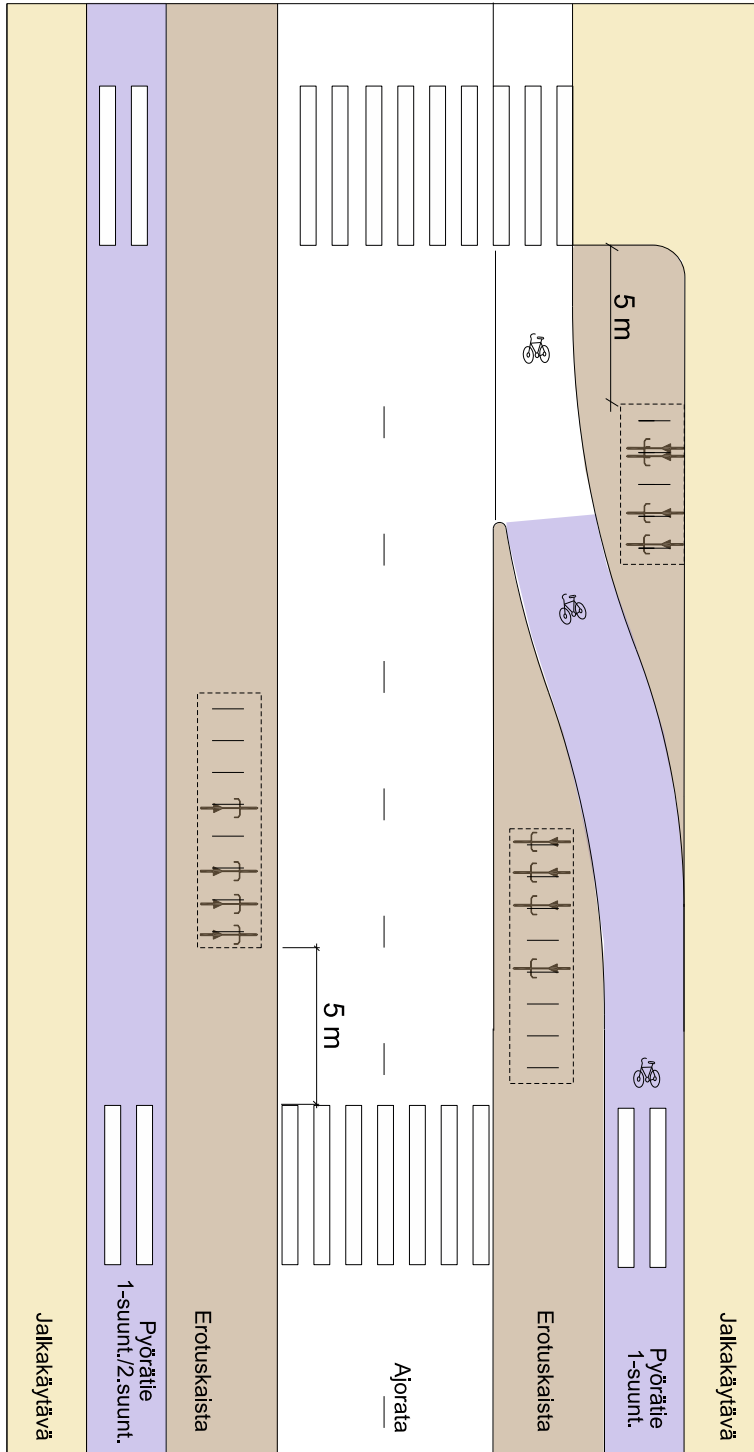 5 m
5 m
Jalkakäytävä
Pyörätie
1-suunt.
Erotuskaista
Ajorata
Erotuskaista
Pyörätie
1-suunt./2.suunt.
Jalkakäytävä